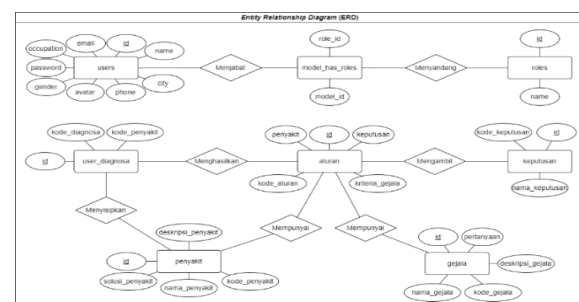 Entity Relationship Diagram (ERD)
occupation
email
id
name
password
users
gender
avatar
phone
city
Menjabat
role_id
model_has_roles
model_id
Menyandang
id
roles
name
kode_diagnosa
kode_penyakit
id
user_diagnosa
Menghasilkan
penyakit
id
keputusan
aturan
kode_aturan
kriteria_gejala
Mengambil
kode_keputusan
id
keputusan
nama_keputusan
Menyisipkan
Mempunyai
Mempunyai
deskripsi_penyakit
id
penyakit
solusi_penyakit
nama_penyakit
kode_penyakit
id
pertanyaan
gejala
deskripsi_gejala
nama_gejala
kode_gejala